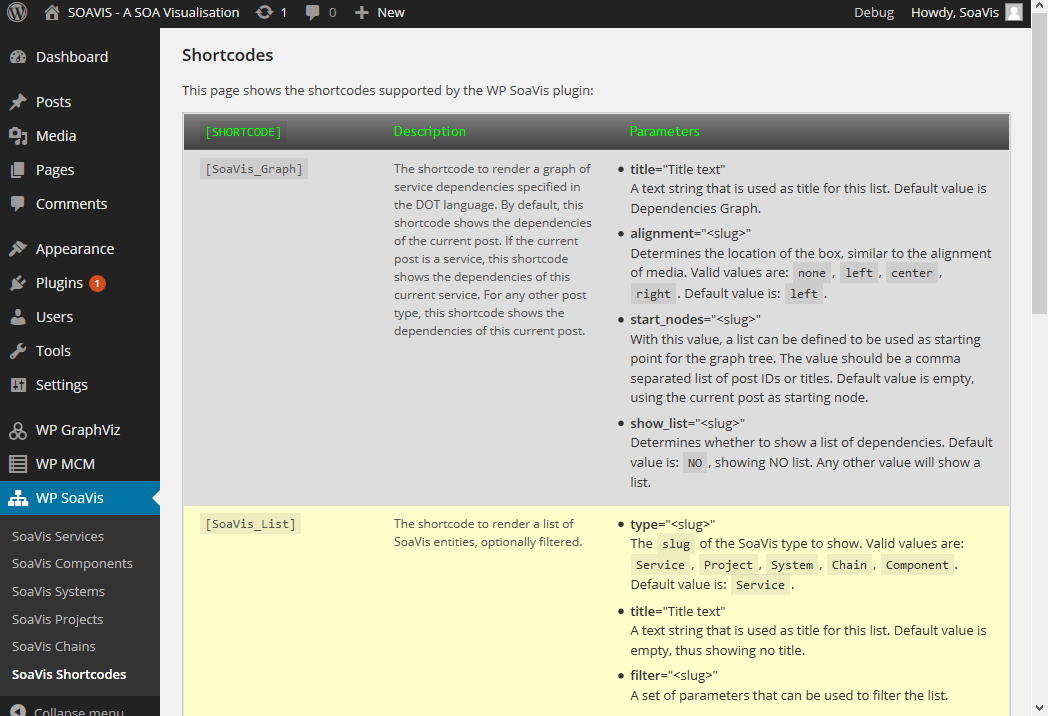 SOAVIS - A SOA Visualisation 1 0 New Debug Howdy, SoaVis
Dashboard
Posts
Media
Pages
Comments
Appearance
Plugins 1
Users
Tools
Settings
WP GraphViz
WP MCM
WP SoaVis
SoaVis Services
SoaVis Components
SoaVis Systems
SoaVis Projects
SoaVis Chains
SoaVis Shortcodes
Collapse menu
Shortcodes
This page shows the shortcodes supported by the WP SoaVis plugin:
[SHORTCODE] Description Parameters
[SoaVis_Graph]
The shortcode to render a graph of
service dependencies specified in
the DOT language. By default, this
shortcode shows the dependencies
of the current post. If the current
post is a service, this shortcode
shows the dependencies of this
current service. For any other post
type, this shortcode shows the
dependencies of this current post.
• title="Title text"
A text string that is used as title for this list. Default value is
Dependencies Graph.
• alignment="<slug>"
Determines the location of the box, similar to the alignment
of media. Valid values are: none , left , center ,
right . Default value is: left .
• start_nodes="<slug>"
With this value, a list can be defined to be used as starting
point for the graph tree. The value should be a comma
separated list of post IDs or titles. Default value is empty,
using the current post as starting node.
• show_list="<slug>"
Determines whether to show a list of dependencies. Default
value is: NO , showing NO list. Any other value will show a
list.
[SoaVis_List]
The shortcode to render a list of
SoaVis entities, optionally filtered.
• type="<slug>"
The slug of the SoaVis type to show. Valid values are:
Service , Project , System , Chain , Component .
Default value is: Service .
• title="Title text"
A text string that is used as title for this list. Default value is
empty, thus showing no title.
• filter="<slug>"
A set of parameters that can be used to filter the list.